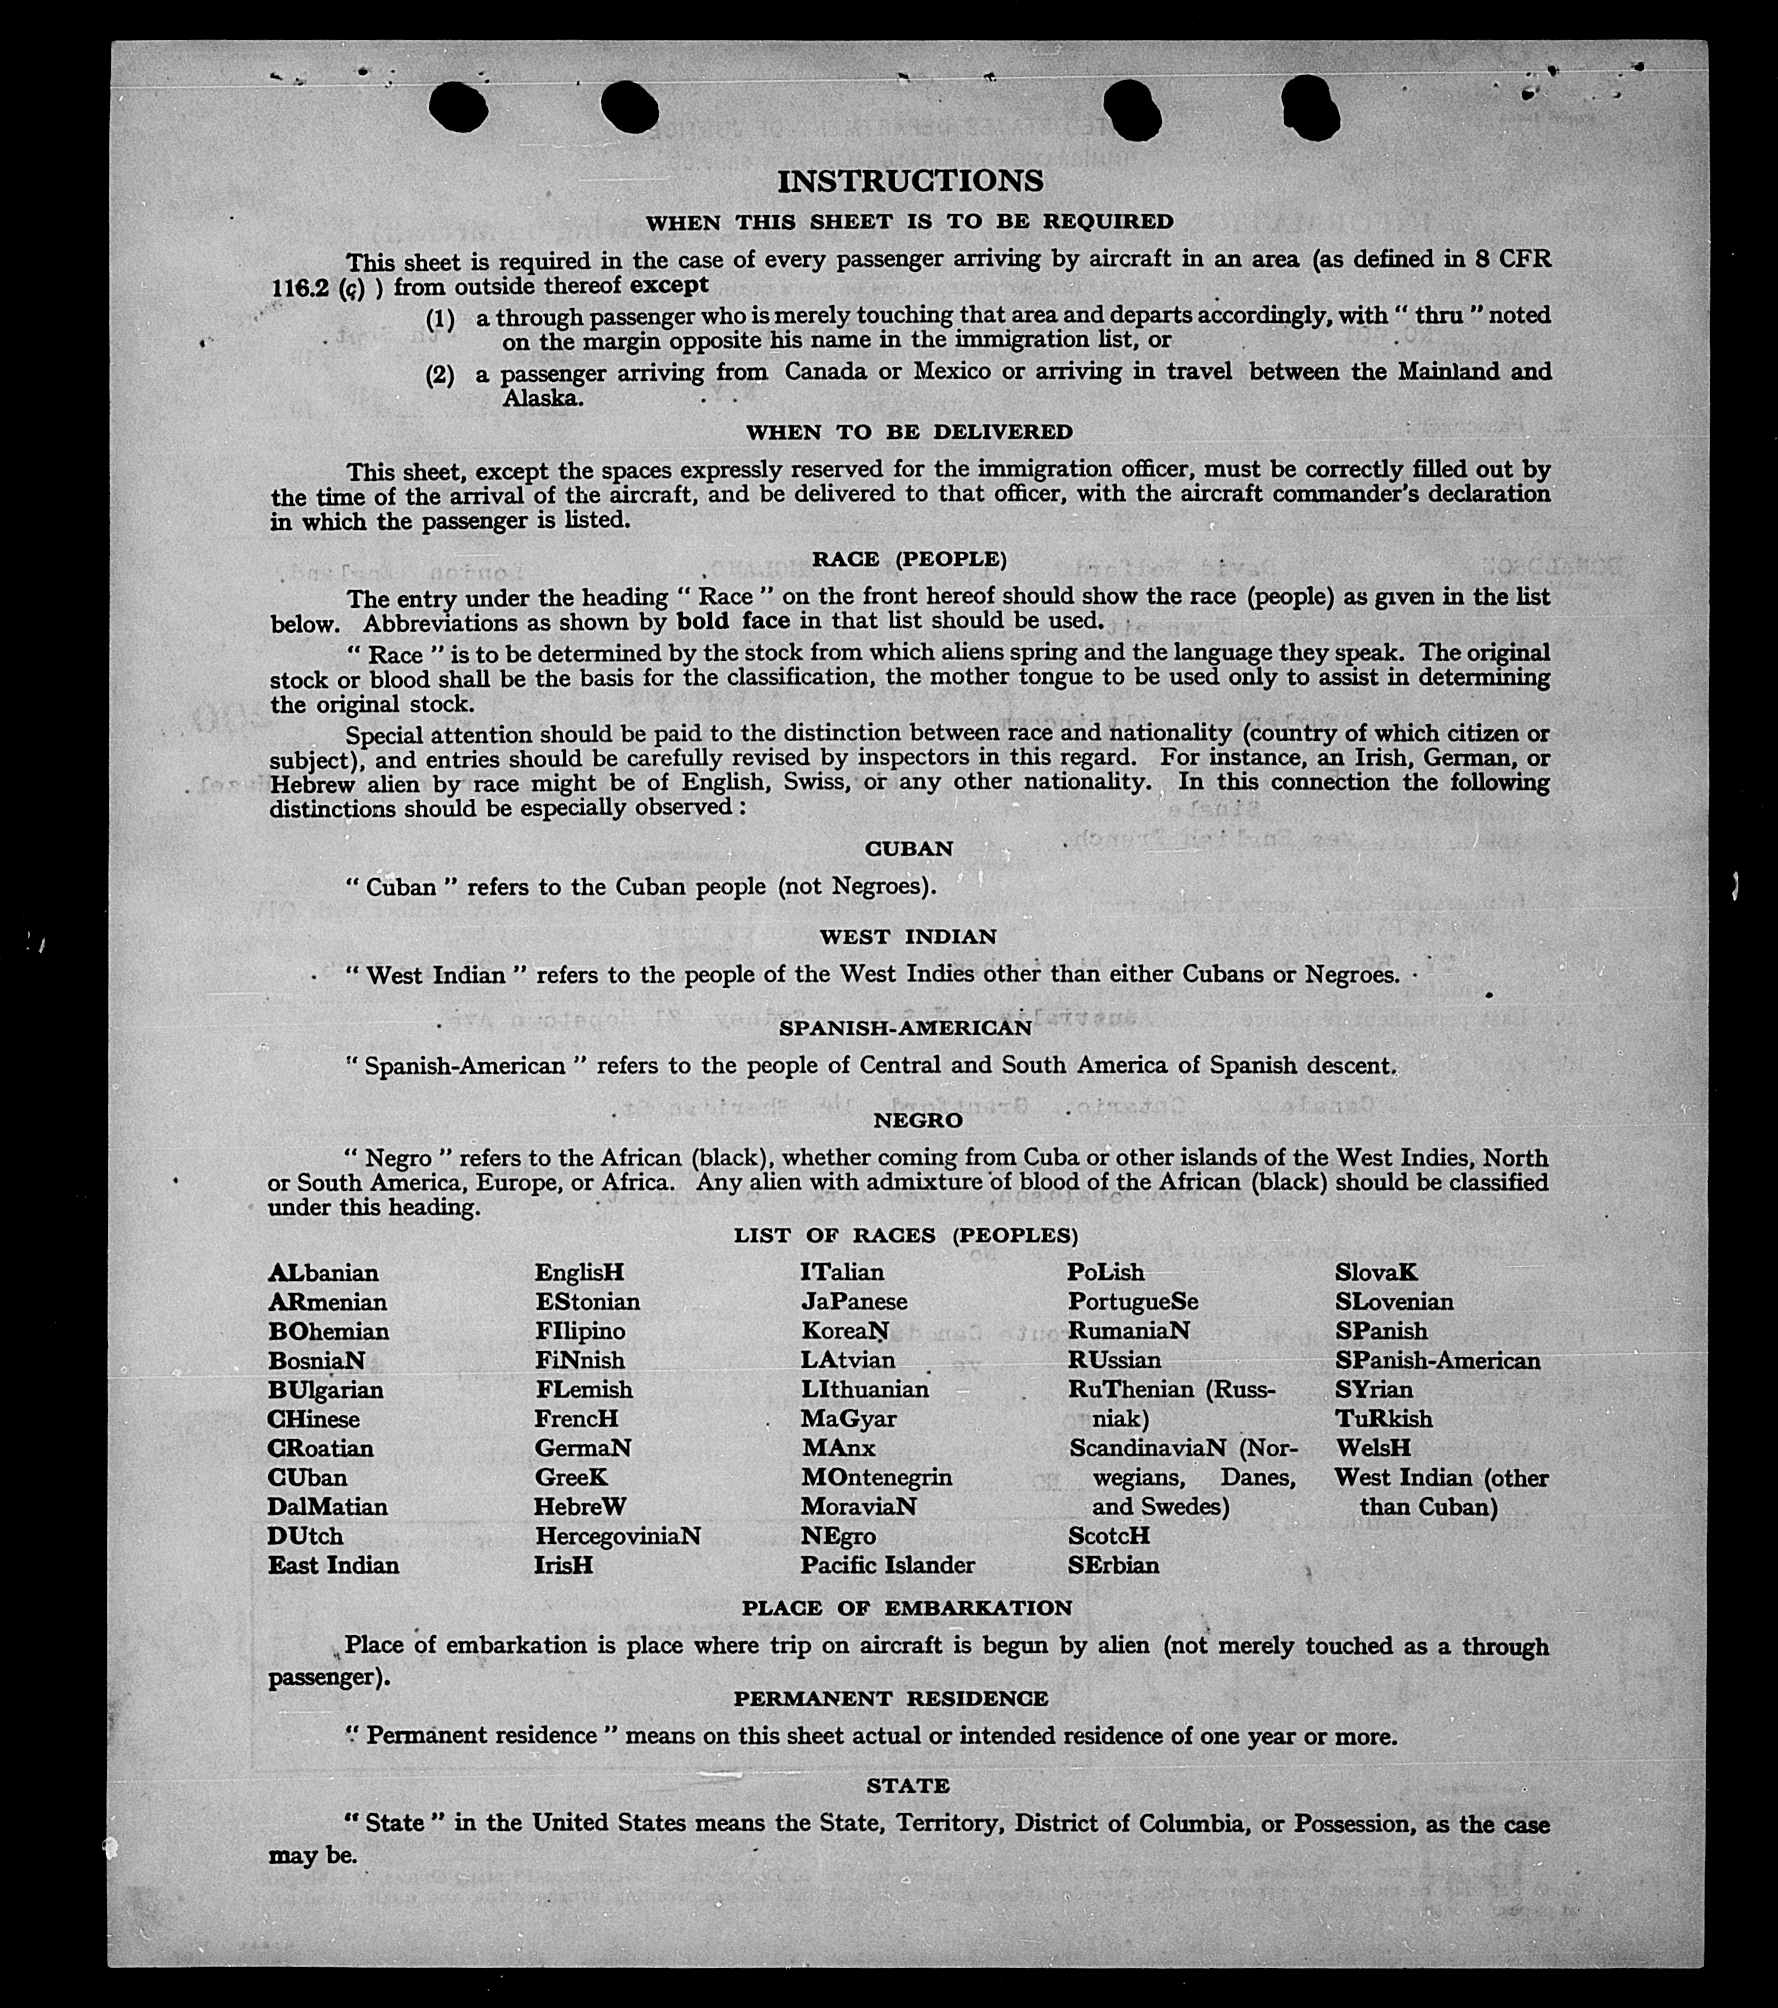 INSTRUCTIONS
WHEN THIS SHEET IS TO BE REQUIRED
This sheet is required in the case of every passenger arriving by aircraft in an area (as defined in 8 CFR
116.2 (c) ) from outside thereof except
(1) a through passenger who is merely touching that area and departs accordingly, with “ thru ” noted
on the margin opposite his name in the immigration list, or
(2) a passenger arriving from Canada or Mexico or arriving in travel between the Mainland and
Alaska.
WHEN TO BE DELIVERED
This sheet, except the spaces expressly reserved for the immigration officer, must be correctly filled out by
the time of the arrival of the aircraft, and be delivered to that officer, with the aircraft commander’s declaration
in which the passenger is listed.
RACE (PEOPLE)
The entry under the heading “ Race ” on the front hereof should show the race (people) as given in the list
below. Abbreviations as shown by bold face in that list should be used.
“ Race ” is to be determined by the stock from which aliens spring and the language they speak. The original
stock or blood shall be the basis for the classification, the mother tongue to be used only to assist in determining
the original stock.
Special attention should be paid to the distinction between race and nationality (country of which citizen or
subject), and entries should be carefully revised by inspectors in this regard. For instance, an Irish, German, or
Hebrew alien by race might be of English, Swiss, or any other nationality. In this connection the following
distinctions should be especially observed :
CUBAN
“ Cuban ” refers to the Cuban people (not Negroes).
WEST INDIAN
“ West Indian ” refers to the people of the West Indies other than either Cubans or Negroes.
SPANISH-AMERICAN
“ Spanish-American ” refers to the people of Central and South America of Spanish descent.
NEGRO
“ Negro ” refers to the African (black), whether coming from Cuba or other islands of the West Indies, North
or South America, Europe, or Africa. Any alien with admixture of blood of the African (black) should be classified
under this heading.
LIST OF RACES (PEOPLES)
ALbanian
ARmenian
BOhemian
BosniaN
BUlgarian
CHinese
CRoatian
CUban
DalMatian
DUtch
East Indian
EnglisH
EStonian
FIlipino
FiNnish
FLemish
FrencH
GermaN
GreeK
HebreW
HercegoviniaN
IrisH
ITalian
JaPanese
KoreaN
LAtvian
LIthuanian
MaGyar
MAnx
MOntenegrin
MoraviaN
NEgro
Pacific Islander
PoLish
PortugueSe
RumaniaN
RUssian
RuThenian (Russ-
niak)
ScandinaviaN (Nor-
wegians, Danes,
and Swedes)
ScotcH
SErbian
SlovaK
SLovenian
SPanish
SPanish-American
SYrian
TuRkish
WelsH
West Indian (other
than Cuban)
PLACE OF EMBARKATION
Place of embarkation is place where trip on aircraft is begun by alien (not merely touched as a through
passenger).
PERMANENT RESIDENCE
“ Permanent residence ” means on this sheet actual or intended residence of one year or more.
STATE
“ State ” in the United States means the State, Territory, District of Columbia, or Possession, as the case
may be.